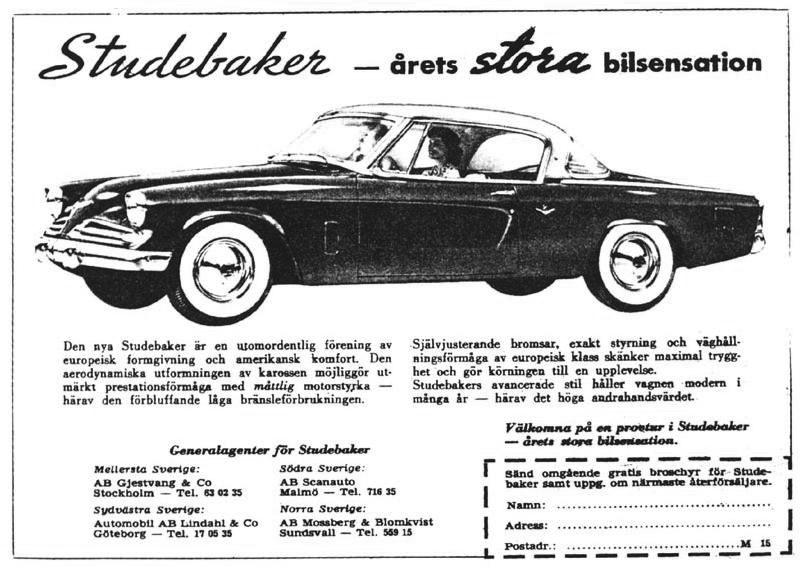 Studebaker — årets stora bilsensation
Den nya Studebaker är en utomordentlig förening av
europeisk formgivning och amerikansk komfort. Den
aerodynamiska utformningen av karossen möjliggör ut-
märkt prestationsförmåga med måttlig motorstyrka —
härav den förbluffande låga bränsleförbrukningen.
Självjusterande bromsar, exakt styrning och väghåll-
ningsförmåga av europeisk klass skänker maximal trygg-
het och gör körningen till en upplevelse.
Studebakers avancerade stil håller vagnen modern i
många år — härav det höga andrahandsvärdet.
Välkomna på en provtur i Studebaker
— årets stora bilsensation.
Generalagenter för Studebaker
Mellersta Sverige:
AB Gjestvang & Co
Stockholm — Tel. 63 02 35
Sydvästra Sverige:
Automobil AB Lindahl & Co
Göteborg — Tel. 17 05 35
Södra Sverige:
AB Scanauto
Malmö — Tel. 716 35
Norra Sverige:
AB Mossberg & Blomkvist
Sundsvall — Tel. 559 15
Sänd omgående gratis broschyr för Stude-
baker samt uppg. om närmaste återförsäljare.
Namn: ........................................
Adress: ........................................
Postadr.: ........................................M 15